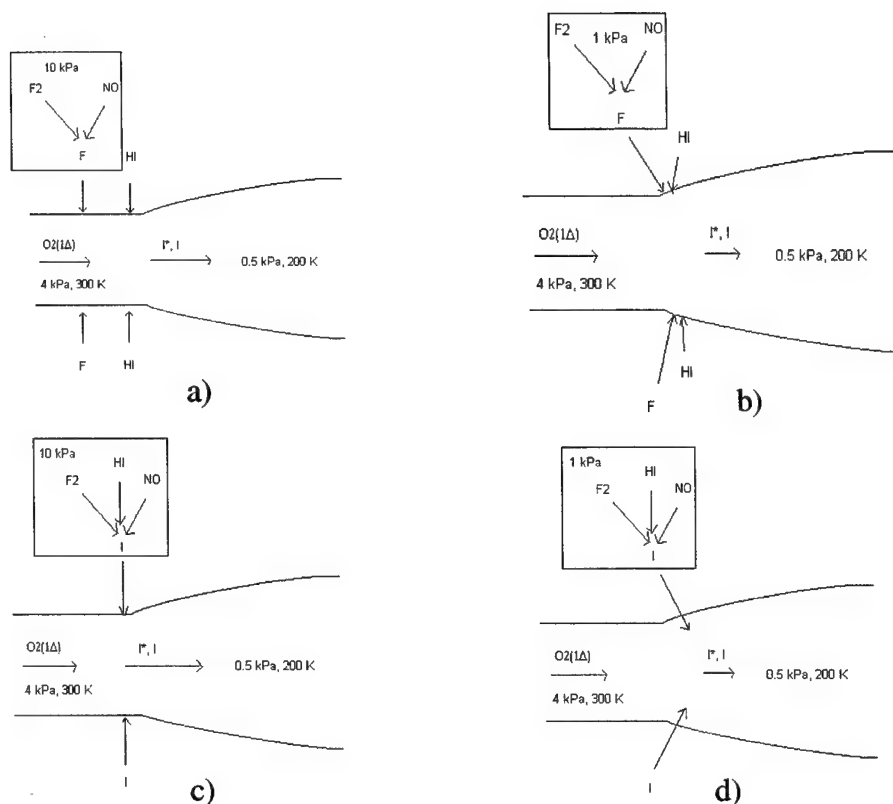 10 kPa
F2 NO
F HI
O2(1Δ) I*, I 0.5 kPa, 200 K
4 kPa, 300 K
F HI
a)
F2 1 kPa NO
F
HI
O2(1Δ) I*, I
4 kPa, 300 K 0.5 kPa, 200 K
HI
F
b)
10 kPa
HI
F2 NO
I
O2(1Δ) I*, I
0.5 kPa, 200 K
4 kPa, 300 K
I
c)
1 kPa
HI
F2 NO
I
O2(1Δ) I*, I
0.5 kPa, 200 K
4 kPa, 300 K
I
d)